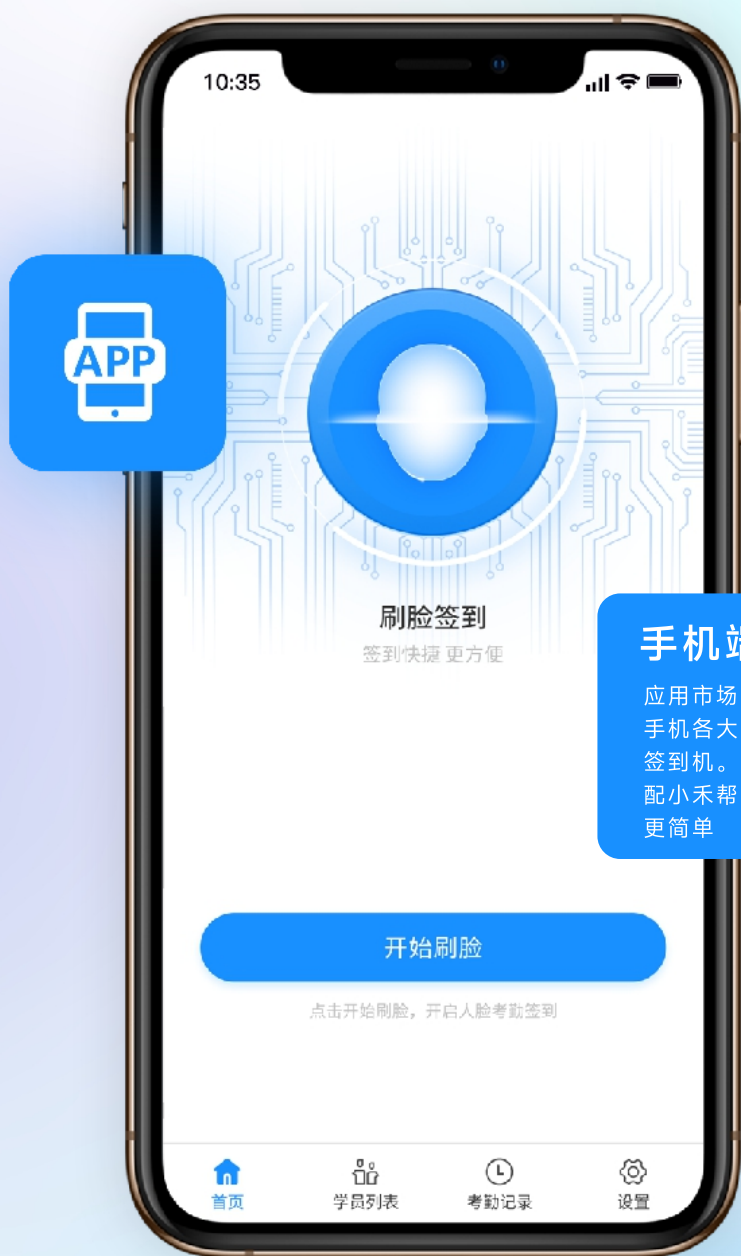 10:35
APP
刷脸签到
签到快捷 更方便
手机端
应用市场
手机各大
签到机。
配小禾帮
更简单
开始刷脸
点击开始刷脸，开启人脸考勤签到
首页
学员列表
考勤记录
设置